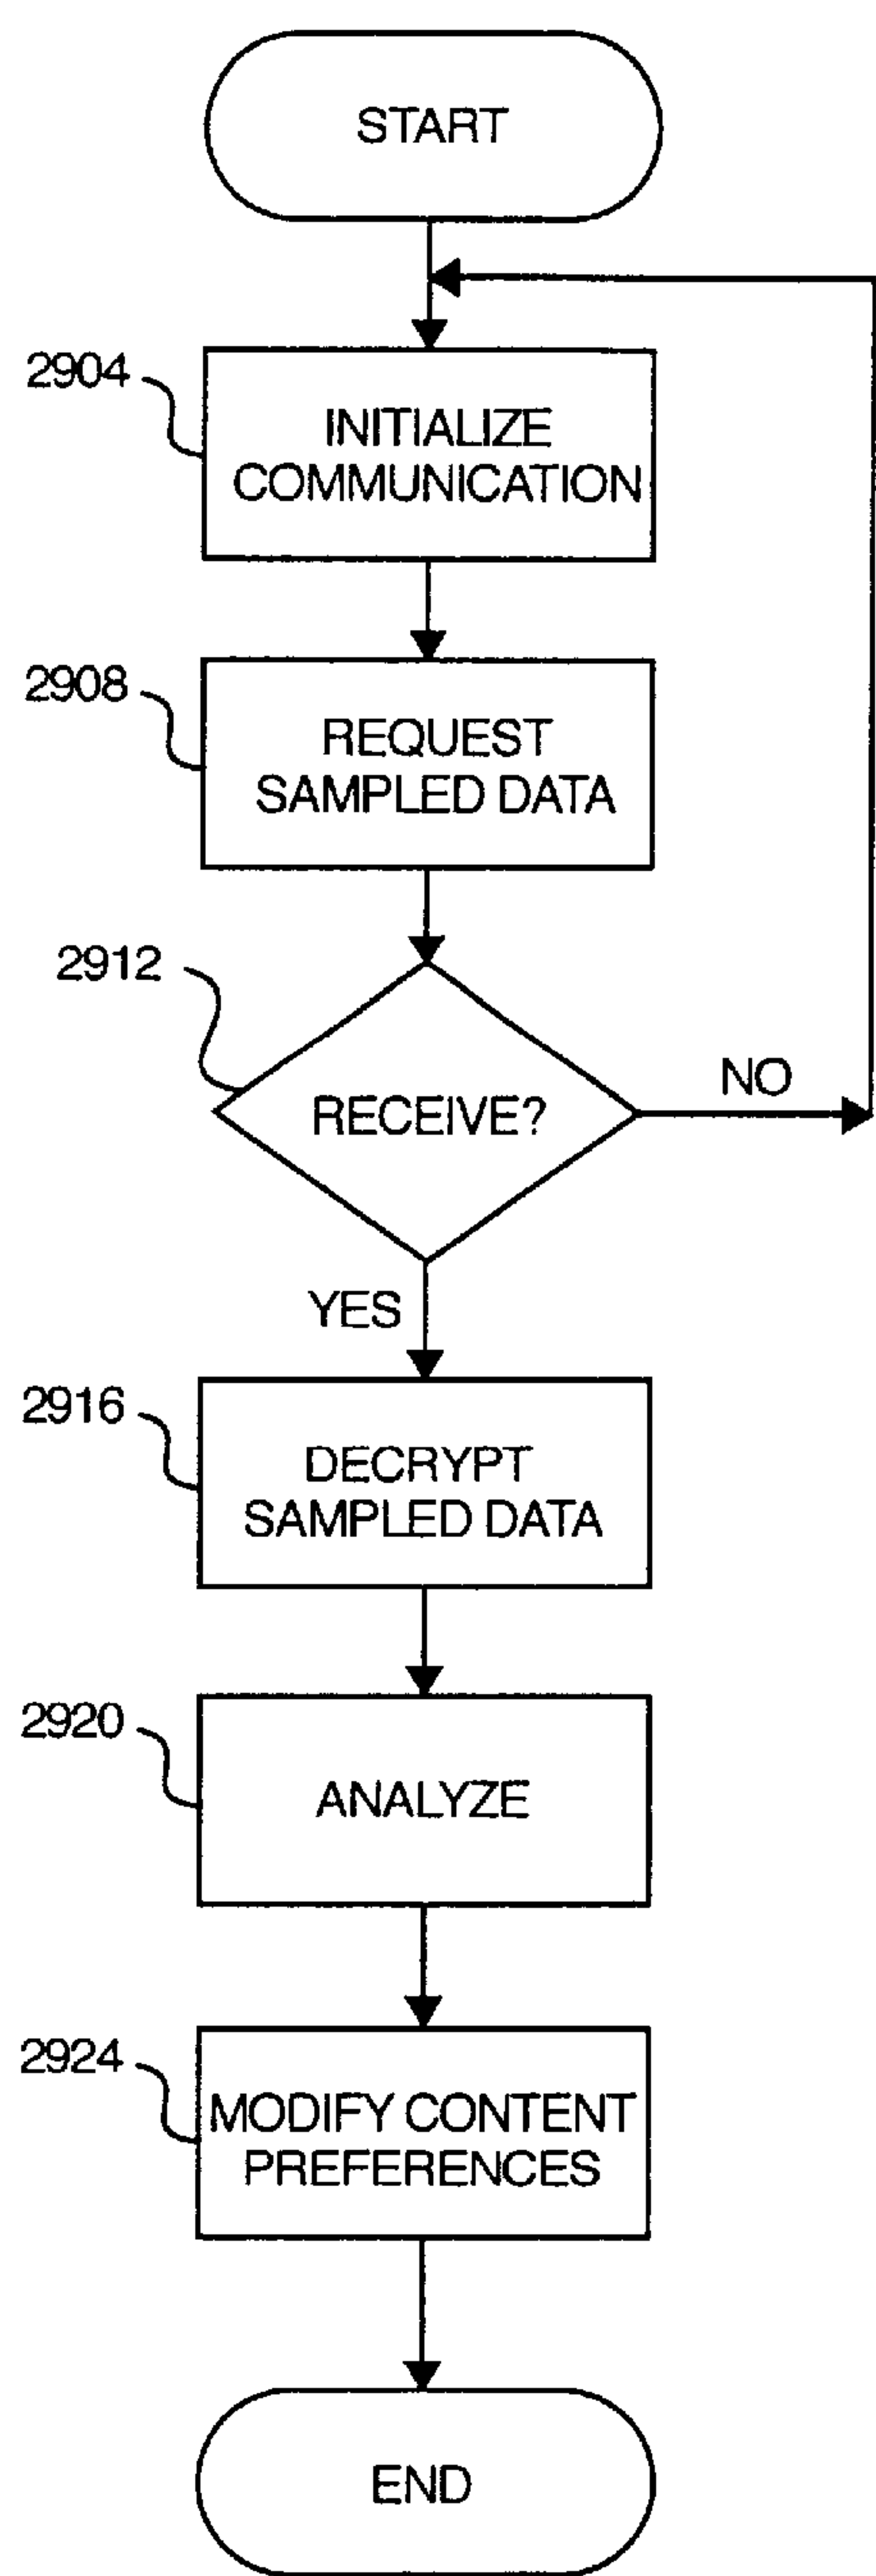 START
2904
INITIALIZE
COMMUNICATION
2908
REQUEST
SAMPLED DATA
2912
RECEIVE?
NO
YES
2916
DECRYPT
SAMPLED DATA
2920
ANALYZE
2924
MODIFY CONTENT
PREFERENCES
END